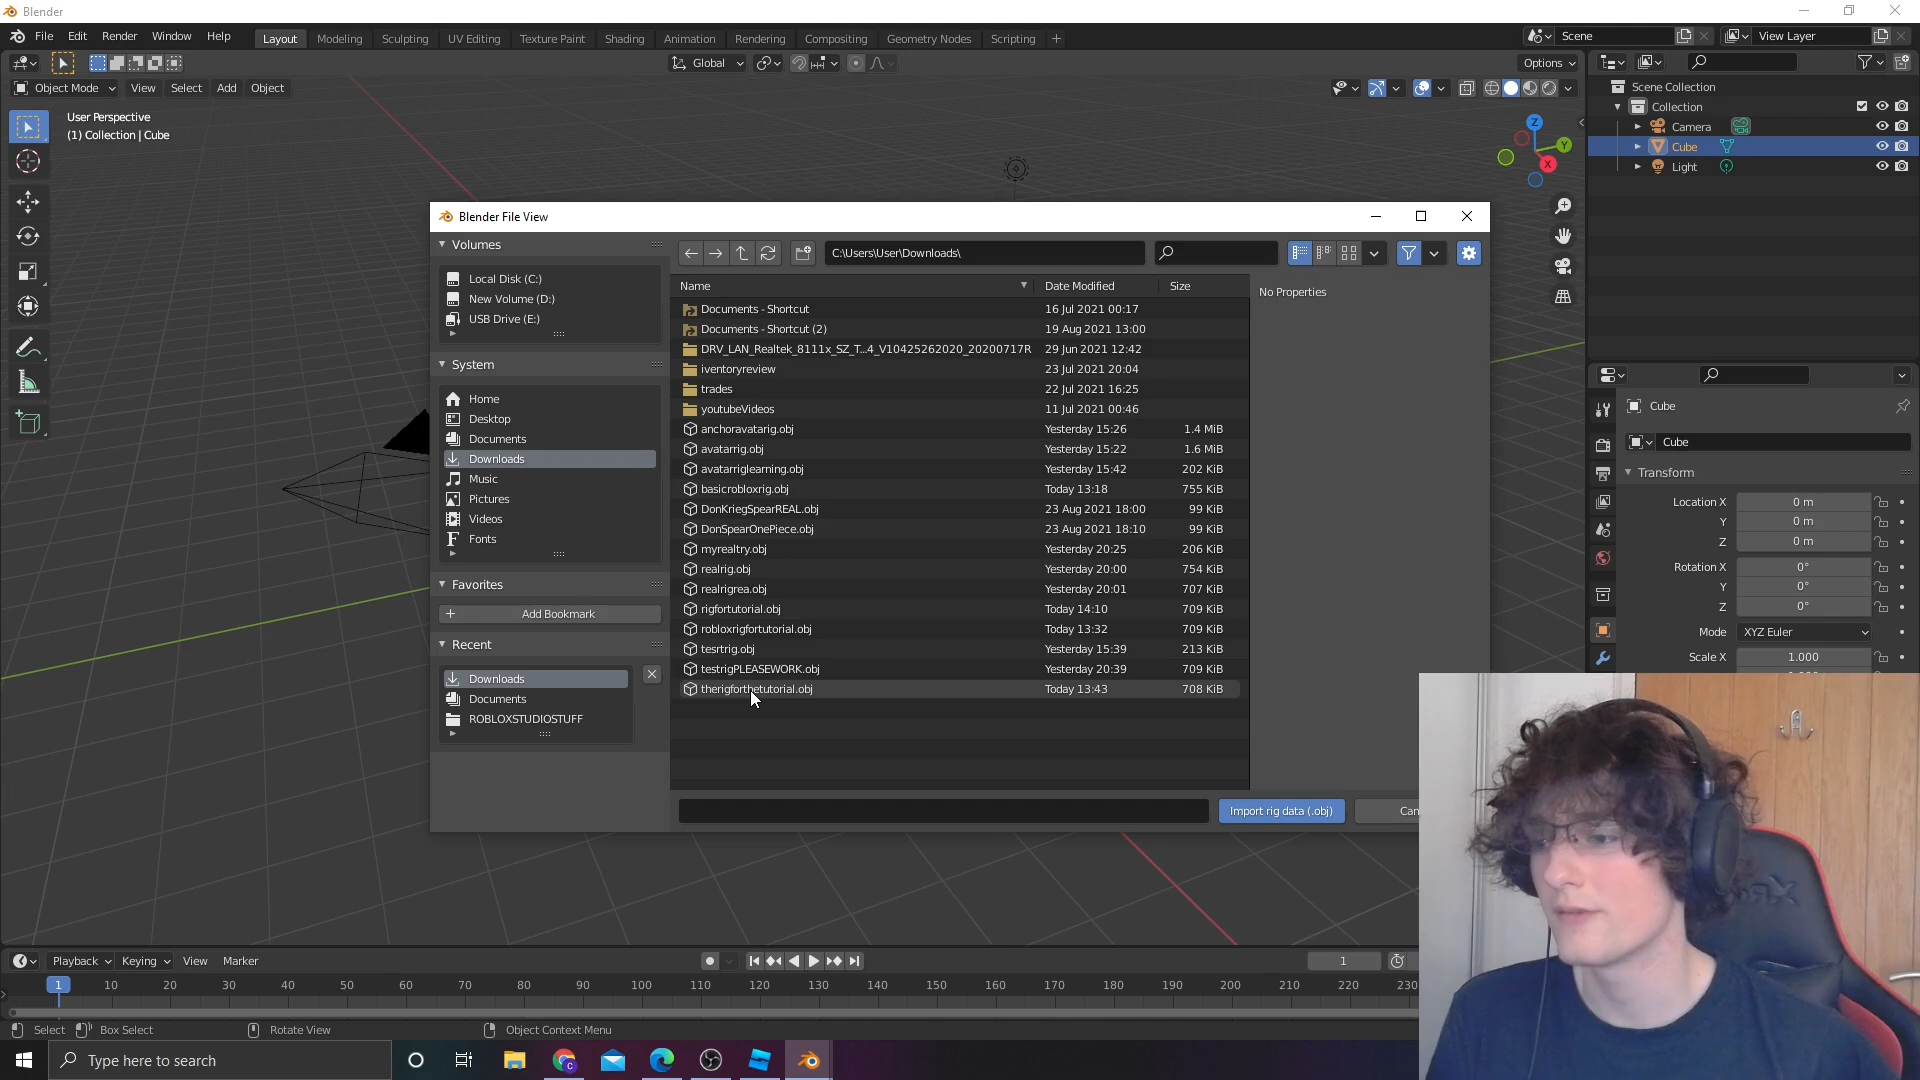 Blender
File Edit Render Window Help
Layout Modeling Sculpting UV Editing Texture Paint Shading Animation Rendering Compositing Geometry Nodes Scripting +
Scene
View Layer
Global
Options
Object Mode View Select Add Object
User Perspective
(1) Collection | Cube
Z
Y
X
Scene Collection
Collection
Camera
Cube
Light
Blender File View
Volumes
Local Disk (C:)
New Volume (D:)
USB Drive (E:)
System
Home
Desktop
Documents
Downloads
Music
Pictures
Videos
Fonts
Favorites
Add Bookmark
Recent
Downloads
Documents
ROBLOXSTUDIOSTUFF
C:\Users\User\Downloads\
Name Date Modified Size
Documents - Shortcut 16 Jul 2021 00:17
Documents - Shortcut (2) 19 Aug 2021 13:00
DRV_LAN_Realtek_8111x_SZ_T...4_V10425262020_20200717R 29 Jun 2021 12:42
iventoryreview 23 Jul 2021 20:04
trades 22 Jul 2021 16:25
youtubeVideos 11 Jul 2021 00:46
anchoravatarig.obj Yesterday 15:26 1.4 MiB
avatarrig.obj Yesterday 15:22 1.6 MiB
avatarriglearning.obj Yesterday 15:42 202 KiB
basicrobloxrig.obj Today 13:18 755 KiB
DonKriegSpearREAL.obj 23 Aug 2021 18:00 99 KiB
DonSpearOnePiece.obj 23 Aug 2021 18:10 99 KiB
myrealtry.obj Yesterday 20:25 206 KiB
realrig.obj Yesterday 20:00 754 KiB
realrigrea.obj Yesterday 20:01 707 KiB
rigfortutorial.obj Today 14:10 709 KiB
robloxrigfortutorial.obj Today 13:32 709 KiB
tesrtrig.obj Yesterday 15:39 213 KiB
testrigPLEASEWORK.obj Yesterday 20:39 709 KiB
therigforthetutorial.obj Today 13:43 708 KiB
No Properties
Import rig data (.obj)
Can
Cube
Cube
Transform
Location X 0 m
Y 0 m
Z 0 m
Rotation X 0°
Y 0°
Z 0°
Mode XYZ Euler
Scale X 1.000
Playback Keying View Marker
1
1 10 20 30 40 50 60 70 80 90 100 110 120 130 140 150 160 170 180 190 200 210 220 230
Select Box Select Rotate View Object Context Menu
Type here to search